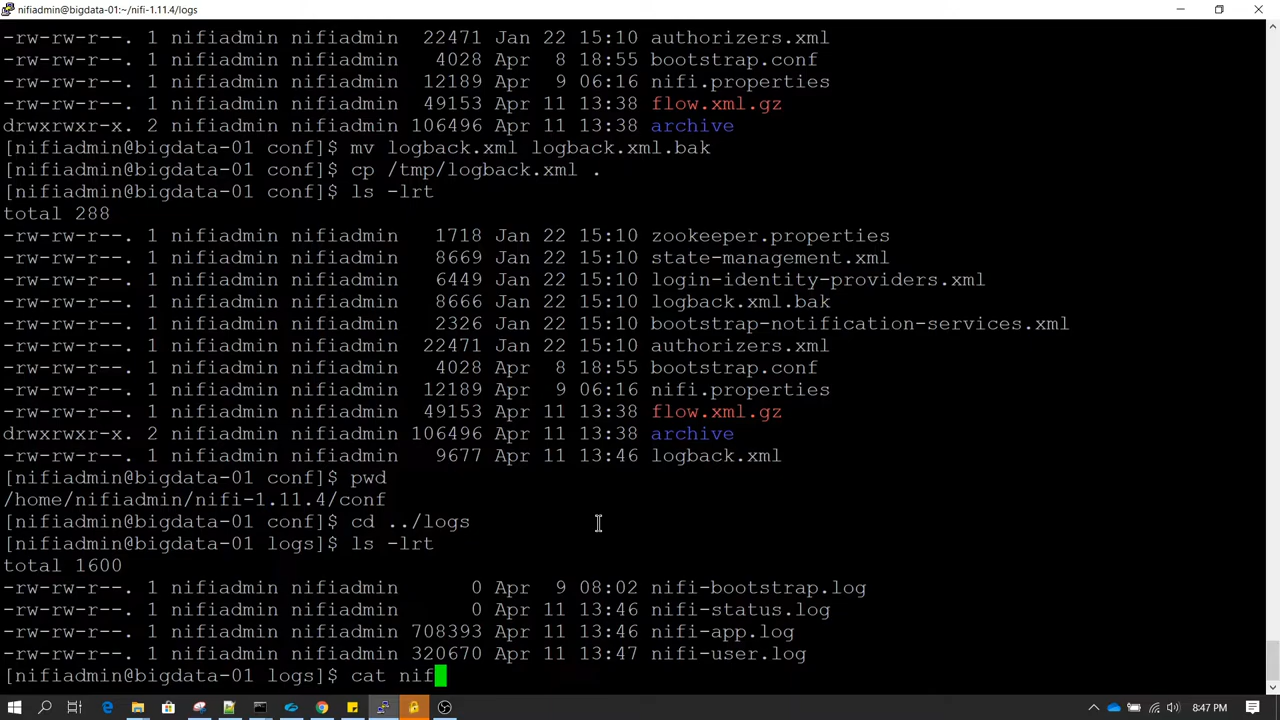 nifiadmin@bigdata-01:~/nifi-1.11.4/logs
-rw-rw-r--. 1 nifiadmin nifiadmin  22471 Jan 22 15:10 authorizers.xml
-rw-rw-r--. 1 nifiadmin nifiadmin   4028 Apr  8 18:55 bootstrap.conf
-rw-rw-r--. 1 nifiadmin nifiadmin  12189 Apr  9 06:16 nifi.properties
-rw-rw-r--. 1 nifiadmin nifiadmin  49153 Apr 11 13:38 flow.xml.gz
drwxrwxr-x. 2 nifiadmin nifiadmin 106496 Apr 11 13:38 archive
[nifiadmin@bigdata-01 conf]$ mv logback.xml logback.xml.bak
[nifiadmin@bigdata-01 conf]$ cp /tmp/logback.xml .
[nifiadmin@bigdata-01 conf]$ ls -lrt
total 288
-rw-rw-r--. 1 nifiadmin nifiadmin   1718 Jan 22 15:10 zookeeper.properties
-rw-rw-r--. 1 nifiadmin nifiadmin   8669 Jan 22 15:10 state-management.xml
-rw-rw-r--. 1 nifiadmin nifiadmin   6449 Jan 22 15:10 login-identity-providers.xml
-rw-rw-r--. 1 nifiadmin nifiadmin   8666 Jan 22 15:10 logback.xml.bak
-rw-rw-r--. 1 nifiadmin nifiadmin   2326 Jan 22 15:10 bootstrap-notification-services.xml
-rw-rw-r--. 1 nifiadmin nifiadmin  22471 Jan 22 15:10 authorizers.xml
-rw-rw-r--. 1 nifiadmin nifiadmin   4028 Apr  8 18:55 bootstrap.conf
-rw-rw-r--. 1 nifiadmin nifiadmin  12189 Apr  9 06:16 nifi.properties
-rw-rw-r--. 1 nifiadmin nifiadmin  49153 Apr 11 13:38 flow.xml.gz
drwxrwxr-x. 2 nifiadmin nifiadmin 106496 Apr 11 13:38 archive
-rw-rw-r--. 1 nifiadmin nifiadmin   9677 Apr 11 13:46 logback.xml
[nifiadmin@bigdata-01 conf]$ pwd
/home/nifiadmin/nifi-1.11.4/conf
[nifiadmin@bigdata-01 conf]$ cd ../logs
[nifiadmin@bigdata-01 logs]$ ls -lrt
total 1600
-rw-rw-r--. 1 nifiadmin nifiadmin      0 Apr  9 08:02 nifi-bootstrap.log
-rw-rw-r--. 1 nifiadmin nifiadmin      0 Apr 11 13:46 nifi-status.log
-rw-rw-r--. 1 nifiadmin nifiadmin 708393 Apr 11 13:46 nifi-app.log
-rw-rw-r--. 1 nifiadmin nifiadmin 320670 Apr 11 13:47 nifi-user.log
[nifiadmin@bigdata-01 logs]$ cat nif
8:47 PM